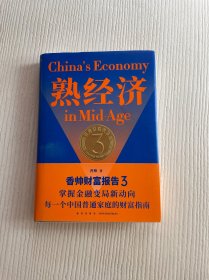 China's Economy
熟经济
in Mid-Age
3
香帅 著
香帅财富报告3
掌握金融变局新动向
每一个中国普通家庭的财富指南